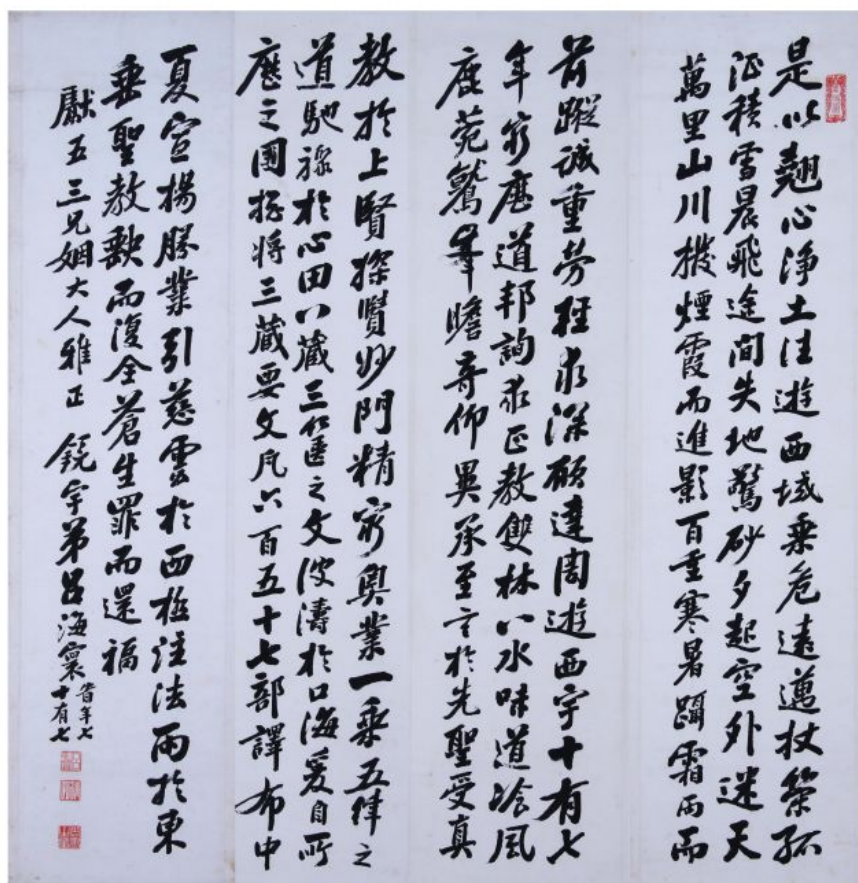 是以翹心淨土往遊西域乘危遠邁杖策孤
征積雪晨飛途間失地驚砂夕起空外迷天
萬里山川撥煙霞而進影百重寒暑躡霜雨而
前蹤誠重勞輕求深願達周遊西宇十有七
年窮歷道邦詢求正教雙林八水味道飡風
鹿苑鷲峯瞻奇仰異承至言於先聖受真
教於上賢探賾妙門精窮奧業一乘五律之
道馳驟於心田八藏三篋之文波濤於口海爰自所
歷之國揔將三藏要文凡六百五十七部譯布中
夏宣揚勝業引慈雲於西極注法雨於東
垂聖教缺而復全蒼生罪而還福
獻五三兄姻大人雅正 鏡宇弟呂海寰 旹年七十有七